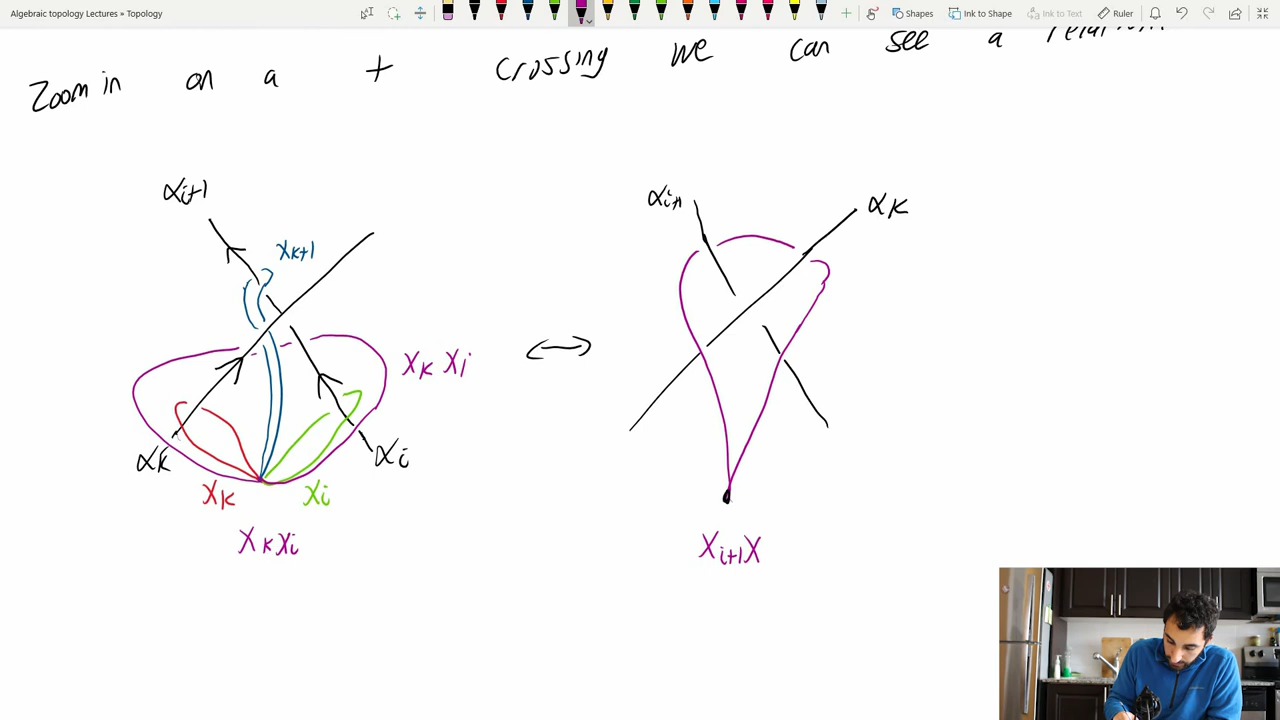 Algebraic topology Lectures – Topology
Shapes Ink to Shape Ink to Text Ruler
Zoom in on a + crossing we can see a
αi+1
xk+1
xk xi
αk
αi
xk
xi
xk xi
αi+1
αk
xi+1x